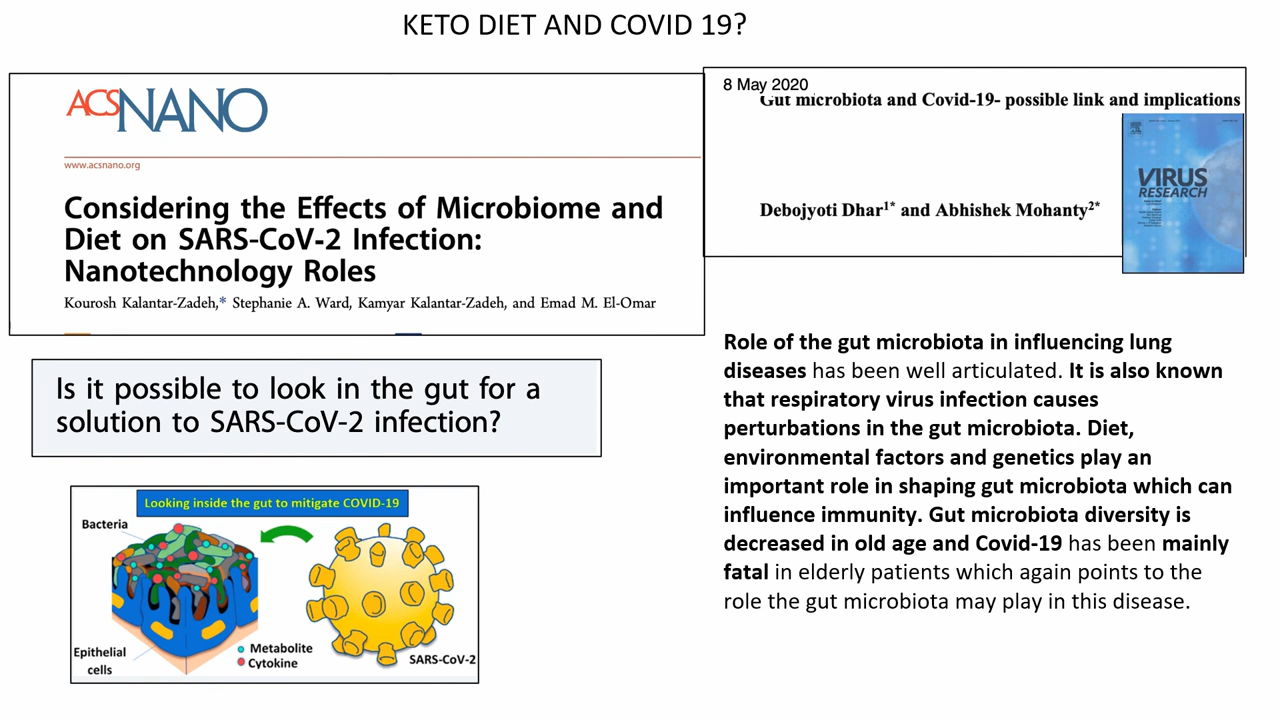 KETO DIET AND COVID 19?
ACSNANO
www.acsnano.org
Considering the Effects of Microbiome and
Diet on SARS-CoV-2 Infection:
Nanotechnology Roles
Kourosh Kalantar-Zadeh,* Stephanie A. Ward, Kamyar Kalantar-Zadeh, and Emad M. El-Omar
Is it possible to look in the gut for a
solution to SARS-CoV-2 infection?
Looking inside the gut to mitigate COVID-19
Bacteria
Epithelial
cells
Metabolite
Cytokine
SARS-CoV-2
8 May 2020
Gut microbiota and Covid-19- possible link and implications
Debojyoti Dhar1* and Abhishek Mohanty2*
VIRUS
RESEARCH
Role of the gut microbiota in influencing lung
diseases has been well articulated. It is also known
that respiratory virus infection causes
perturbations in the gut microbiota. Diet,
environmental factors and genetics play an
important role in shaping gut microbiota which can
influence immunity. Gut microbiota diversity is
decreased in old age and Covid-19 has been mainly
fatal in elderly patients which again points to the
role the gut microbiota may play in this disease.